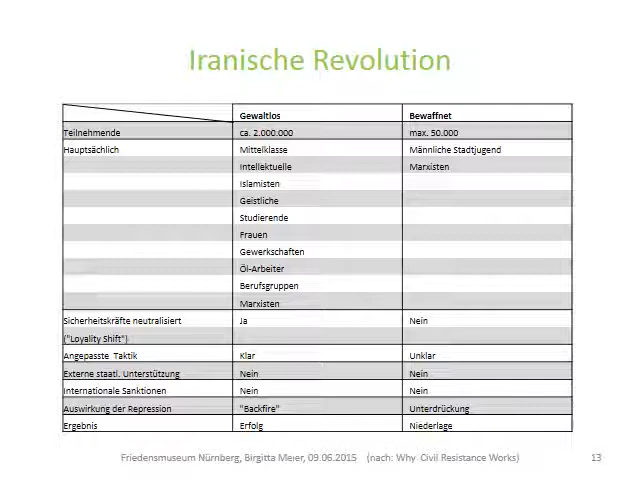 Iranische Revolution
Gewaltlos Bewaffnet
Teilnehmende ca. 2.000.000 max. 50.000
Hauptsächlich Mittelklasse Männliche Stadtjugend
Intellektuelle Marxisten
Islamisten
Geistliche
Studierende
Frauen
Gewerkschaften
Öl-Arbeiter
Berufsgruppen
Marxisten
Sicherheitskräfte neutralisiert Ja Nein
("Loyality Shift")
Angepasste Taktik Klar Unklar
Externe staatl. Unterstützung Nein Nein
Internationale Sanktionen Nein Nein
Auswirkung der Repression "Backfire" Unterdrückung
Ergebnis Erfolg Niederlage
Friedensmuseum Nürnberg, Birgitta Meier, 09.06.2015 (nach: Why Civil Resistance Works) 13